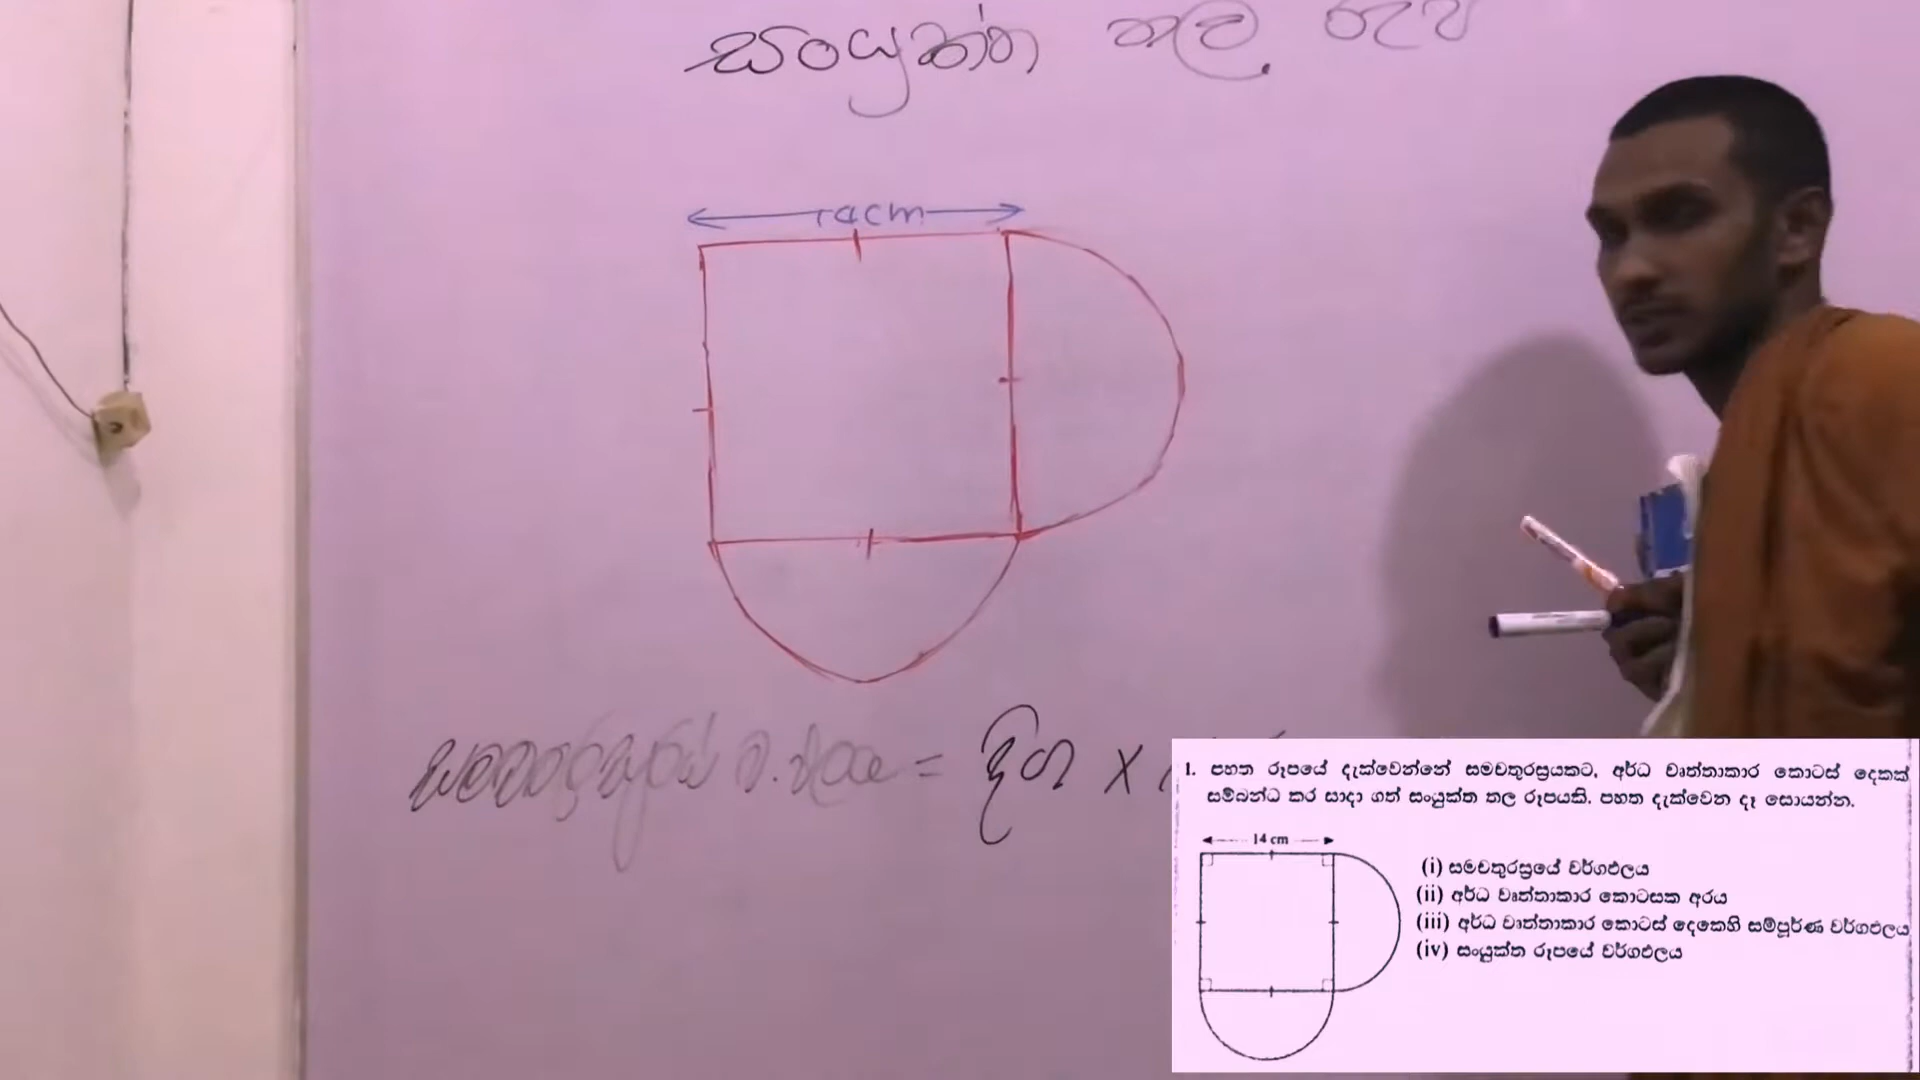 සංයුක්ත තල රූප
14cm
සමචතුරස්‍රයේ ව.ඵලය = දිග ×
1. පහත රූපයේ දැක්වෙන්නේ සමචතුරස්‍රයකට, අර්ධ වෘත්තාකාර කොටස් දෙකක්
සම්බන්ධ කර සාදා ගත් සංයුක්ත තල රූපයකි. පහත දැක්වෙන දෑ සොයන්න.
14 cm
(i) සමචතුරස්‍රයේ වර්ගඵලය
(ii) අර්ධ වෘත්තාකාර කොටසක අරය
(iii) අර්ධ වෘත්තාකාර කොටස් දෙකෙහි සම්පූර්ණ වර්ගඵලය
(iv) සංයුක්ත රූපයේ වර්ගඵලය